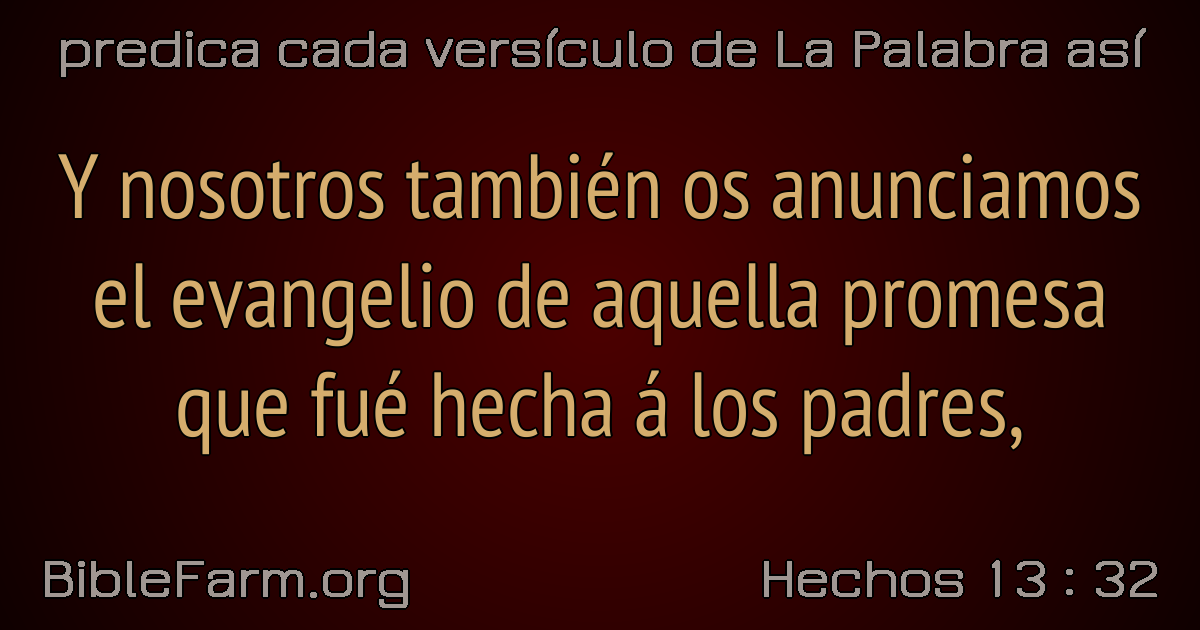 predica cada versículo de La Palabra así
Y nosotros también os anunciamos
el evangelio de aquella promesa
que fué hecha á los padres,
BibleFarm.org
Hechos 13 : 32